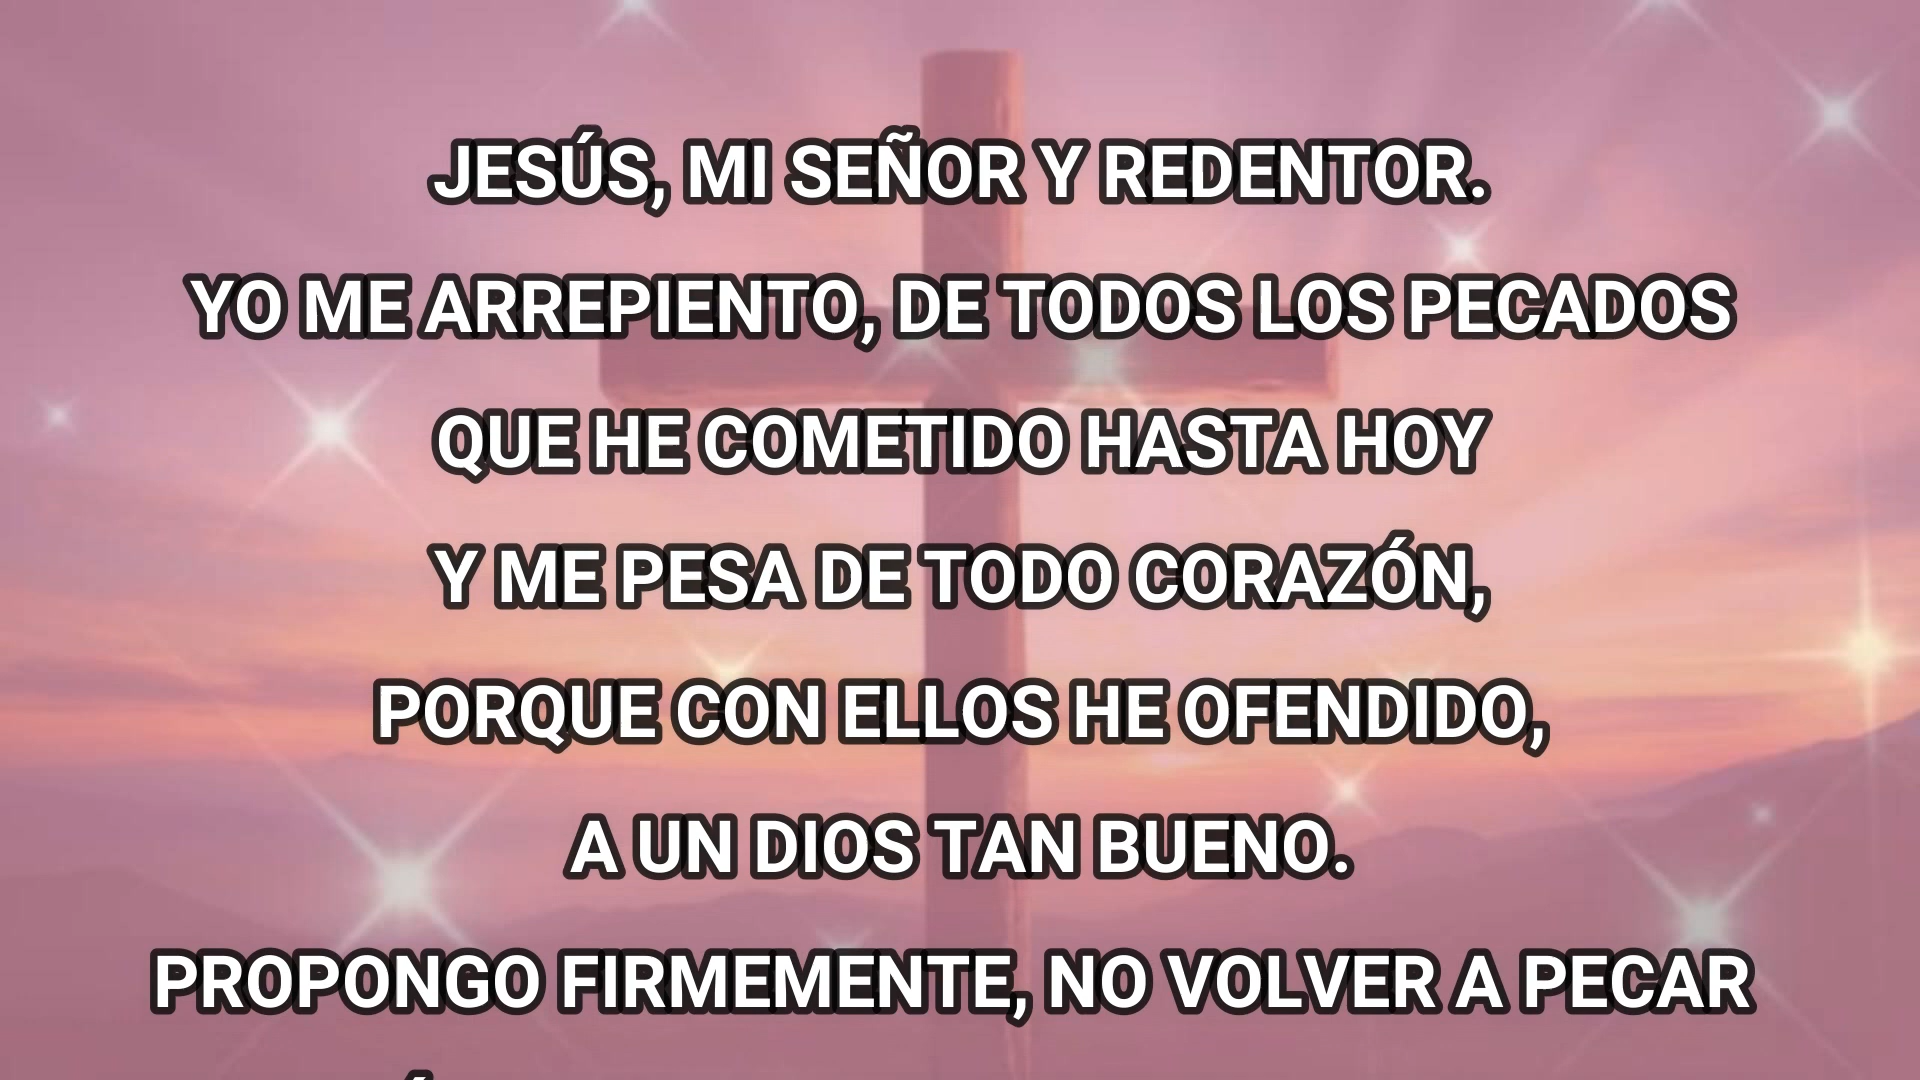 JESÚS, MI SEÑOR Y REDENTOR.
YO ME ARREPIENTO, DE TODOS LOS PECADOS
QUE HE COMETIDO HASTA HOY
Y ME PESA DE TODO CORAZÓN,
PORQUE CON ELLOS HE OFENDIDO,
A UN DIOS TAN BUENO.
PROPONGO FIRMEMENTE, NO VOLVER A PECAR